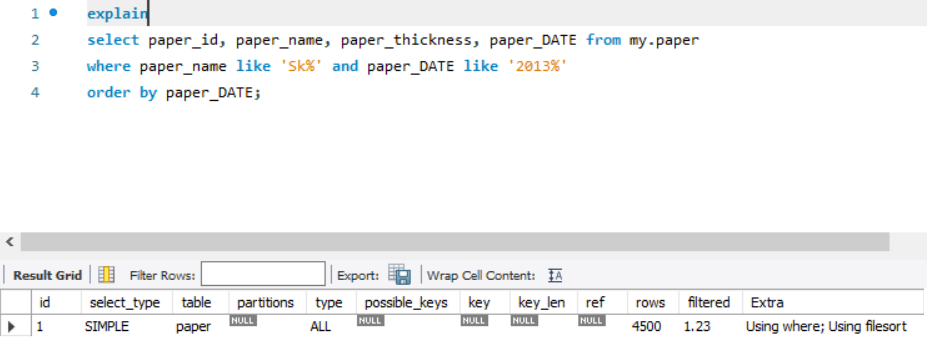 1 explain
2 select paper_id, paper_name, paper_thickness, paper_DATE from my.paper
3 where paper_name like 'Sk%' and paper_DATE like '2013%'
4 order by paper_DATE;
Result Grid Filter Rows: Export: Wrap Cell Content: IA
id select_type table partitions type possible_keys key key_len ref rows filtered Extra
1 SIMPLE paper NULL ALL NULL NULL NULL NULL 4500 1.23 Using where; Using filesort